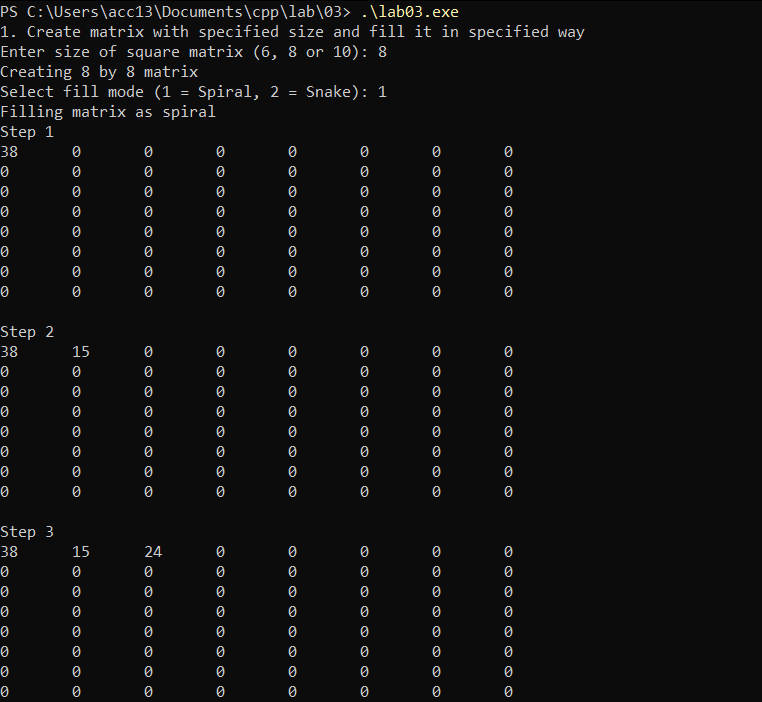 PS C:\Users\acc13\Documents\cpp\lab\03> .\lab03.exe
1. Create matrix with specified size and fill it in specified way
Enter size of square matrix (6, 8 or 10): 8
Creating 8 by 8 matrix
Select fill mode (1 = Spiral, 2 = Snake): 1
Filling matrix as spiral
Step 1
38 0 0 0 0 0 0 0
0 0 0 0 0 0 0 0
0 0 0 0 0 0 0 0
0 0 0 0 0 0 0 0
0 0 0 0 0 0 0 0
0 0 0 0 0 0 0 0
0 0 0 0 0 0 0 0
0 0 0 0 0 0 0 0
Step 2
38 15 0 0 0 0 0 0
0 0 0 0 0 0 0 0
0 0 0 0 0 0 0 0
0 0 0 0 0 0 0 0
0 0 0 0 0 0 0 0
0 0 0 0 0 0 0 0
0 0 0 0 0 0 0 0
0 0 0 0 0 0 0 0
Step 3
38 15 24 0 0 0 0 0
0 0 0 0 0 0 0 0
0 0 0 0 0 0 0 0
0 0 0 0 0 0 0 0
0 0 0 0 0 0 0 0
0 0 0 0 0 0 0 0
0 0 0 0 0 0 0 0
0 0 0 0 0 0 0 0